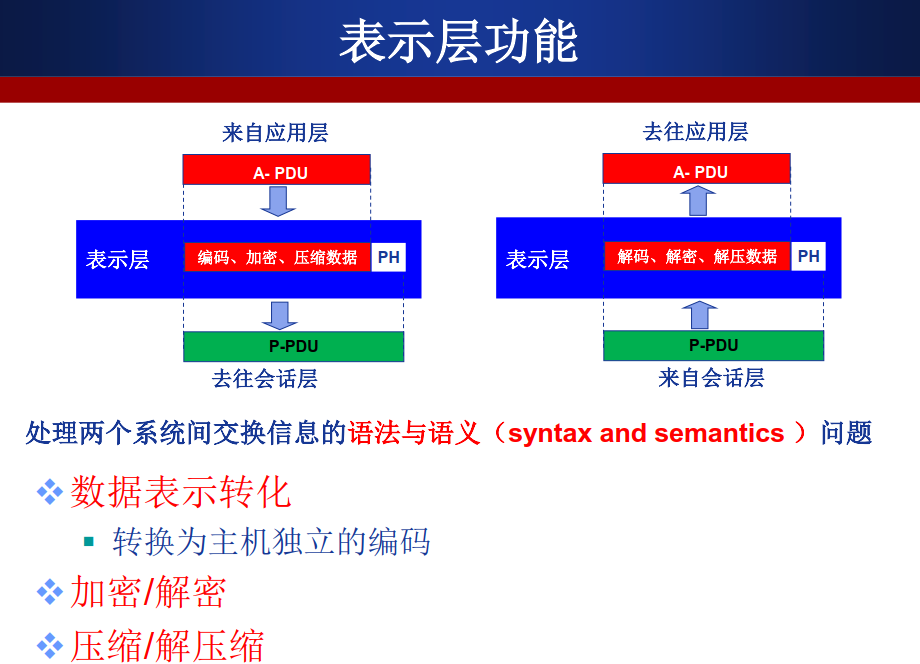 表示层功能
来自应用层
A- PDU
表示层
编码、加密、压缩数据
PH
P-PDU
去往会话层
去往应用层
A- PDU
表示层
解码、解密、解压数据
PH
P-PDU
来自会话层
处理两个系统间交换信息的语法与语义（syntax and semantics ）问题
数据表示转化
转换为主机独立的编码
加密/解密
压缩/解压缩